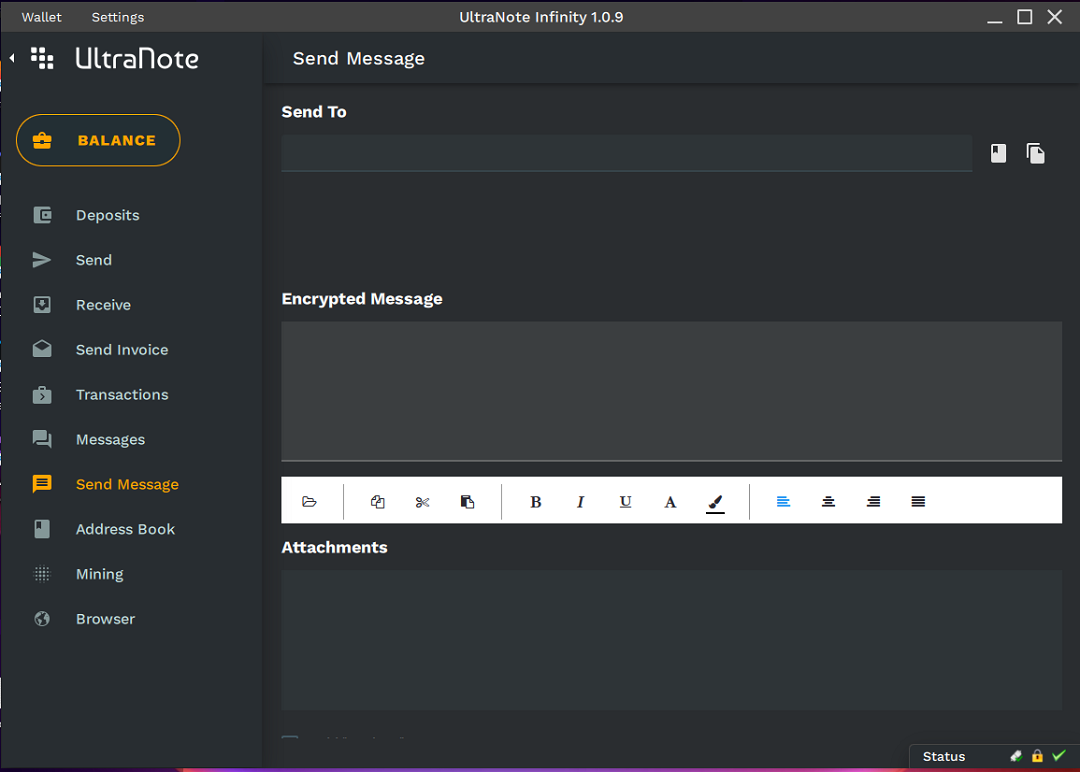 Wallet Settings UltraNote Infinity 1.0.9
UltraNote
Send Message
BALANCE
Deposits
Send
Receive
Send Invoice
Transactions
Messages
Send Message
Address Book
Mining
Browser
Send To
Encrypted Message
B I U A
Attachments
Status